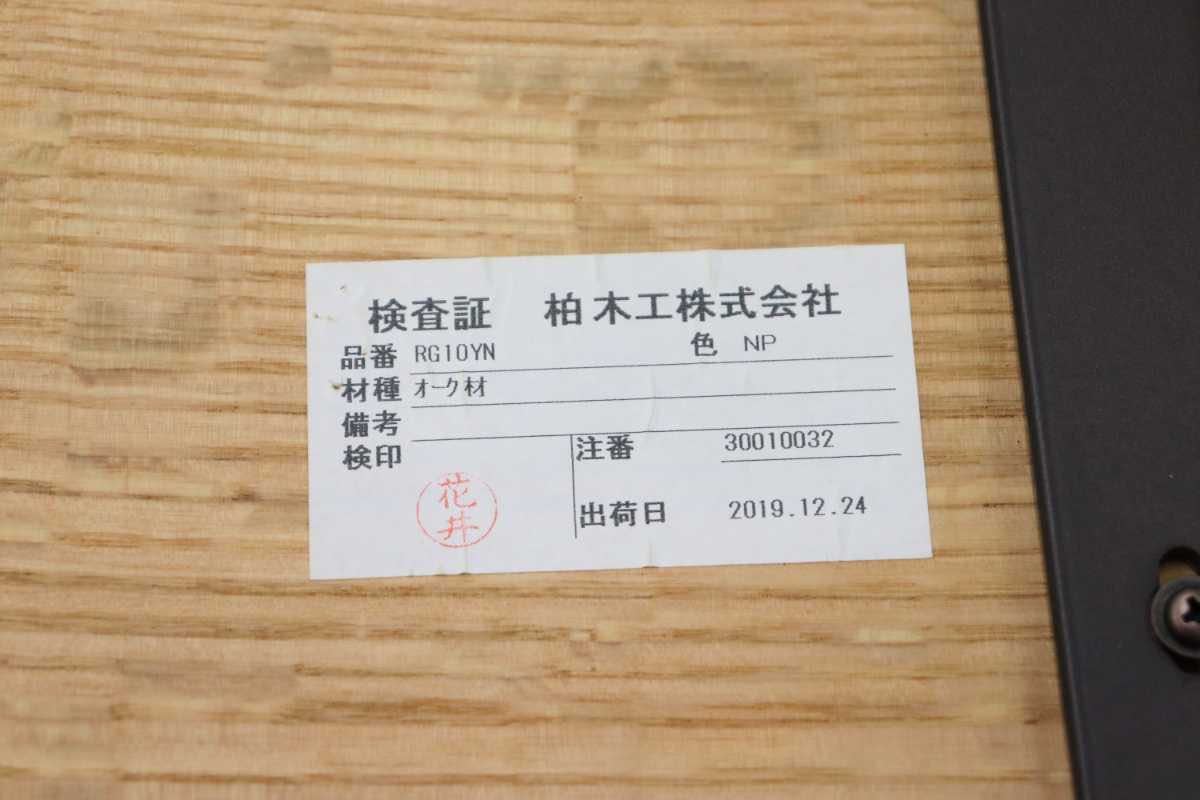 検査証 柏木工株式会社
品番 RG10YN 色 NP
材種 オーク材
備考
検印 注番 30010032
花井
出荷日 2019.12.24